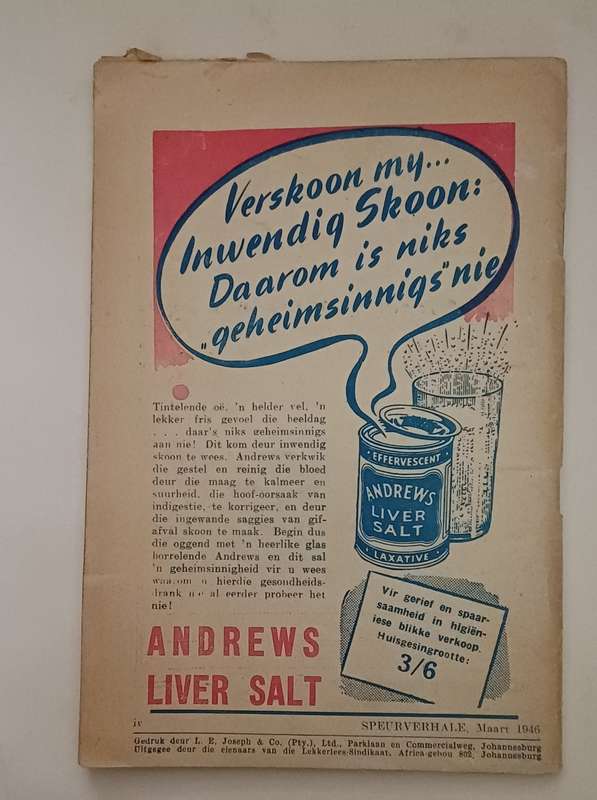 Verskoon my...
Inwendig Skoon:
Daarom is niks
„geheimsinnigs" nie
Tintelende oë, 'n helder vel, 'n
lekker fris gevoel die heeldag
. . . daar's niks geheimsinnigs
aan nie! Dit kom deur inwendig
skoon te wees. Andrews verkwik
die gestel en reinig die bloed
deur die maag te kalmeer en
suurheid, die hoof-oorsaak van
indigestie, te korrigeer, en deur
die ingewande saggies van gif-
afval skoon te maak. Begin dus
die oggend met 'n heerlike glas
borrelende Andrews en dit sal
'n geheimsinnigheid vir u wees
waarom u hierdie gesondheids-
drank nie al eerder probeer het
nie!
EFFERVESCENT
ANDREWS
LIVER
SALT
LAXATIVE
Vir gerief en spaar-
saamheid in higiën-
iese blikke verkoop.
Huisgesingrootte:
3/6
ANDREWS
LIVER SALT
iv
SPEURVERHALE, Maart 1946
Gedruk deur L. E. Joseph & Co. (Pty.), Ltd., Parklaan en Commercialweg, Johannesburg
Uitgegee deur die eienaars van die Lekkerlees-Sindikaat, Africa-gebou 802, Johannesburg